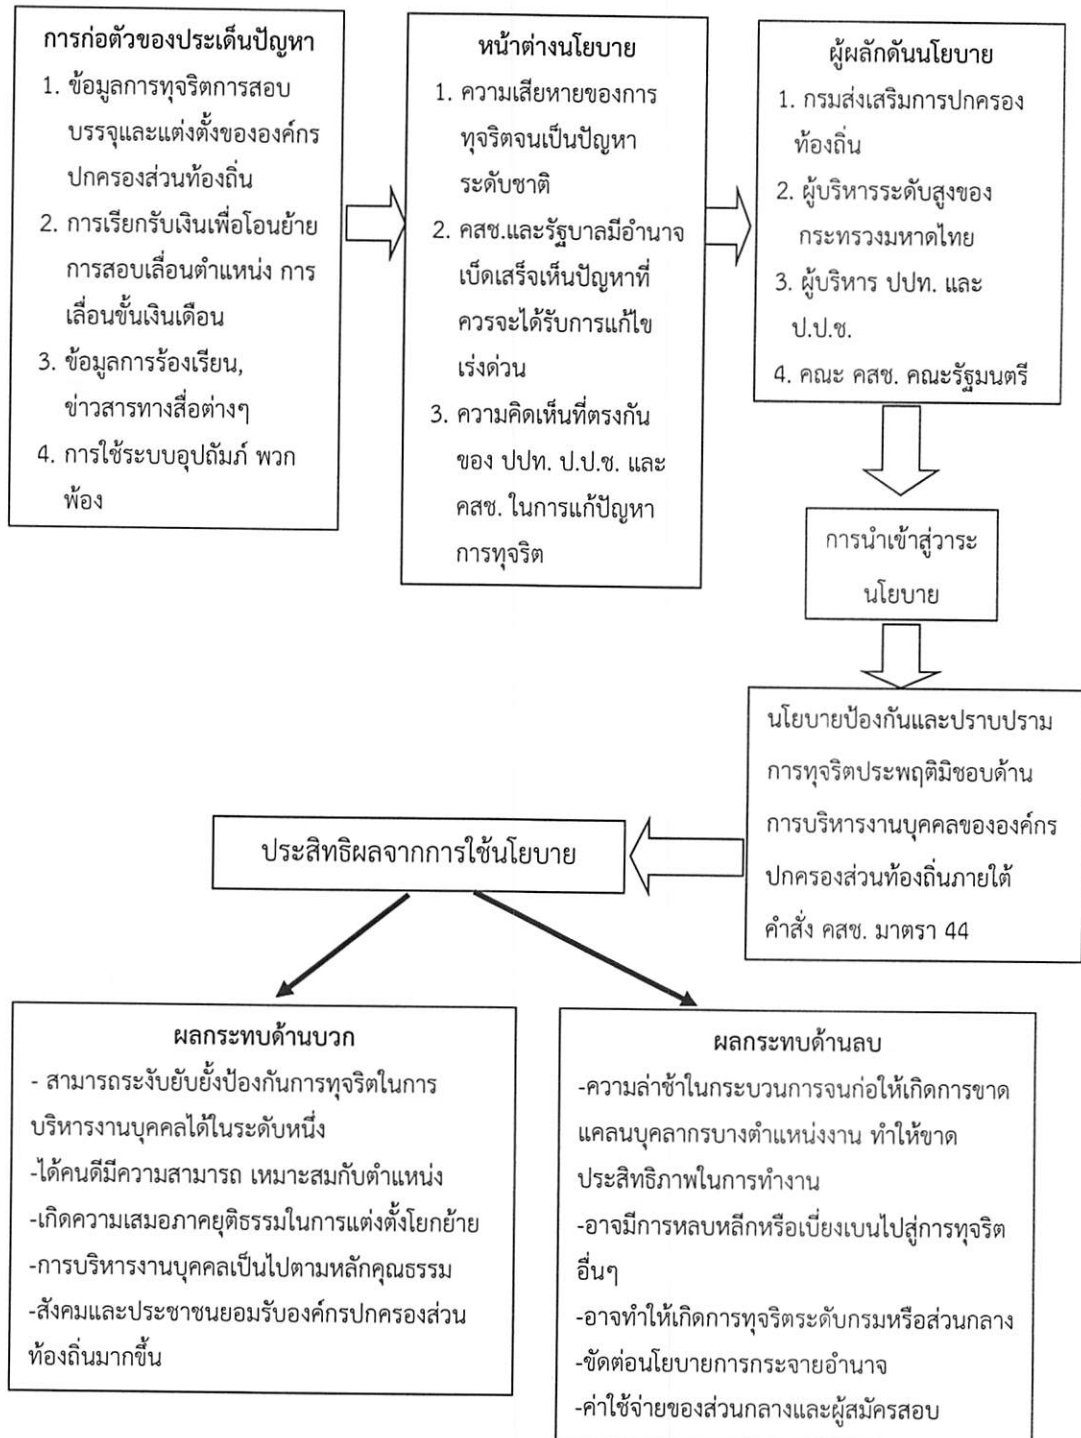 การก่อตัวของประเด็นปัญหา
1. ข้อมูลการทุจริตการสอบ
บรรจุและแต่งตั้งขององค์กร
ปกครองส่วนท้องถิ่น
2. การเรียกรับเงินเพื่อโอนย้าย
การสอบเลื่อนตำแหน่ง การ
เลื่อนขั้นเงินเดือน
3. ข้อมูลการร้องเรียน,
ข่าวสารทางสื่อต่างๆ
4. การใช้ระบบอุปถัมภ์ พวก
พ้อง
หน้าต่างนโยบาย
1. ความเสียหายของการ
ทุจริตจนเป็นปัญหา
ระดับชาติ
2. คสช.และรัฐบาลมีอำนาจ
เบ็ดเสร็จเห็นปัญหาที่
ควรจะได้รับการแก้ไข
เร่งด่วน
3. ความคิดเห็นที่ตรงกัน
ของ ปปท. ป.ป.ช. และ
คสช. ในการแก้ปัญหา
การทุจริต
ผู้ผลักดันนโยบาย
1. กรมส่งเสริมการปกครอง
ท้องถิ่น
2. ผู้บริหารระดับสูงของ
กระทรวงมหาดไทย
3. ผู้บริหาร ปปท. และ
ป.ป.ช.
4. คณะ คสช. คณะรัฐมนตรี
การนำเข้าสู่วาระ
นโยบาย
นโยบายป้องกันและปราบปราม
การทุจริตประพฤติมิชอบด้าน
การบริหารงานบุคคลขององค์กร
ปกครองส่วนท้องถิ่นภายใต้
คำสั่ง คสช. มาตรา 44
ประสิทธิผลจากการใช้นโยบาย
ผลกระทบด้านบวก
- สามารถระงับยับยั้งป้องกันการทุจริตในการ
บริหารงานบุคคลได้ในระดับหนึ่ง
-ได้คนดีมีความสามารถ เหมาะสมกับตำแหน่ง
-เกิดความเสมอภาคยุติธรรมในการแต่งตั้งโยกย้าย
-การบริหารงานบุคคลเป็นไปตามหลักคุณธรรม
-สังคมและประชาชนยอมรับองค์กรปกครองส่วน
ท้องถิ่นมากขึ้น
ผลกระทบด้านลบ
-ความล่าช้าในกระบวนการจนก่อให้เกิดการขาด
แคลนบุคลากรบางตำแหน่งงาน ทำให้ขาด
ประสิทธิภาพในการทำงาน
-อาจมีการหลบหลีกหรือเบี่ยงเบนไปสู่การทุจริต
อื่นๆ
-อาจทำให้เกิดการทุจริตระดับกรมหรือส่วนกลาง
-ขัดต่อนโยบายการกระจายอำนาจ
-ค่าใช้จ่ายของส่วนกลางและผู้สมัครสอบ